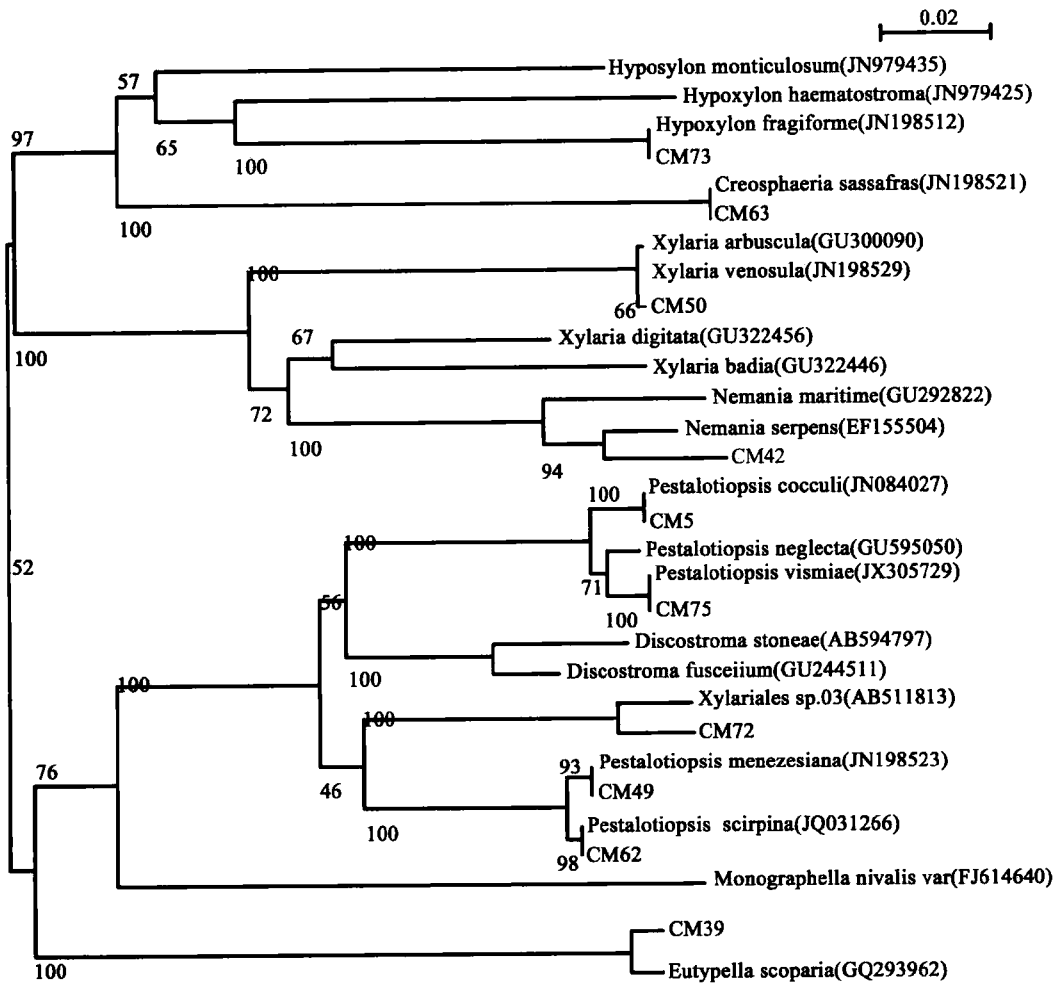 0.02
57
Hyposylon monticulosum(JN979435)
Hypoxylon haematostroma(JN979425)
97
Hypoxylon fragiforme(JN198512)
65
100
CM73
Creosphaeria sassafras(JN198521)
CM63
100
Xylaria arbuscula(GU300090)
100
Xylaria venosula(JN198529)
66
CM50
67
Xylaria digitata(GU322456)
100
Xylaria badia(GU322446)
Nemania maritime(GU292822)
72
Nemania serpens(EF155504)
100
94
CM42
Pestalotiopsis cocculi(JN084027)
100
CM5
100
Pestalotiopsis neglecta(GU595050)
52
Pestalotiopsis vismiae(JX305729)
71
56
CM75
100
Discostroma stoneae(AB594797)
100
Discostroma fusceiium(GU244511)
100
Xylariales sp.03(AB511813)
100
CM72
Pestalotiopsis menezesiana(JN198523)
93
76
46
CM49
Pestalotiopsis scirpina(JQ031266)
100
98
CM62
Monographella nivalis var(FJ614640)
CM39
100
Eutypella scoparia(GQ293962)